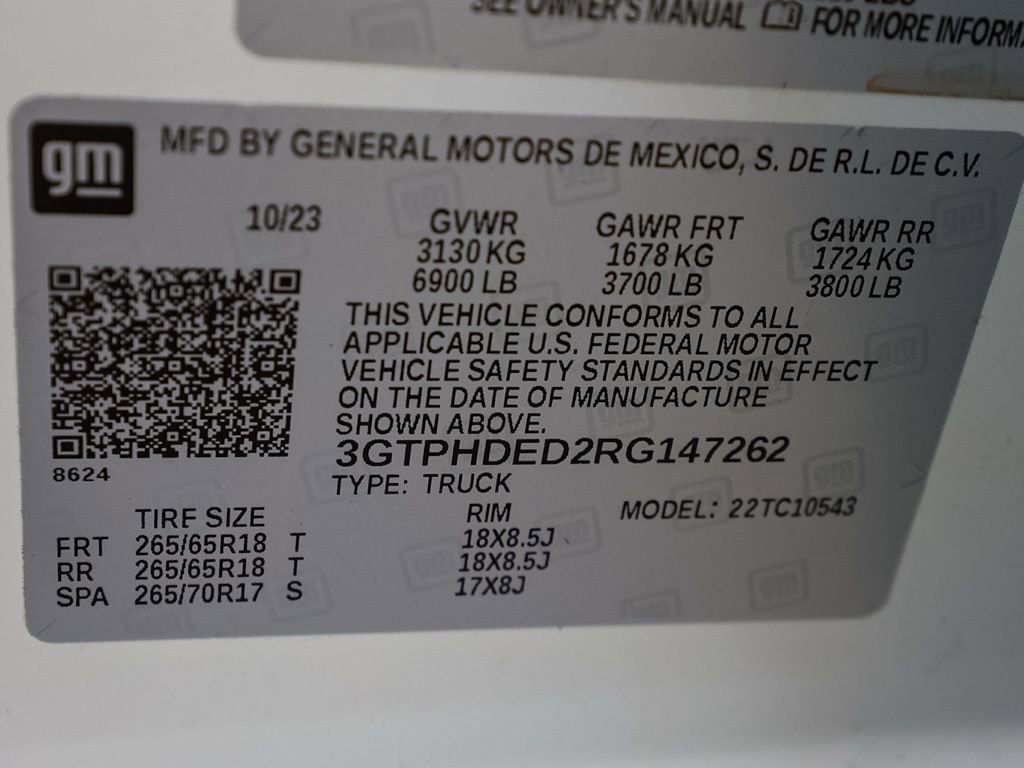 SEE OWNER'S MANUAL FOR MORE INFORM
gm
MFD BY GENERAL MOTORS DE MEXICO, S. DE R.L. DE C.V.
10/23 GVWR GAWR FRT GAWR RR
3130 KG 1678 KG 1724 KG
6900 LB 3700 LB 3800 LB
THIS VEHICLE CONFORMS TO ALL
APPLICABLE U.S. FEDERAL MOTOR
VEHICLE SAFETY STANDARDS IN EFFECT
ON THE DATE OF MANUFACTURE
SHOWN ABOVE.
3GTPHDED2RG147262
8624
TYPE: TRUCK
TIRF SIZE RIM MODEL: 22TC10543
FRT 265/65R18 T 18X8.5J
RR 265/65R18 T 18X8.5J
SPA 265/70R17 S 17X8J